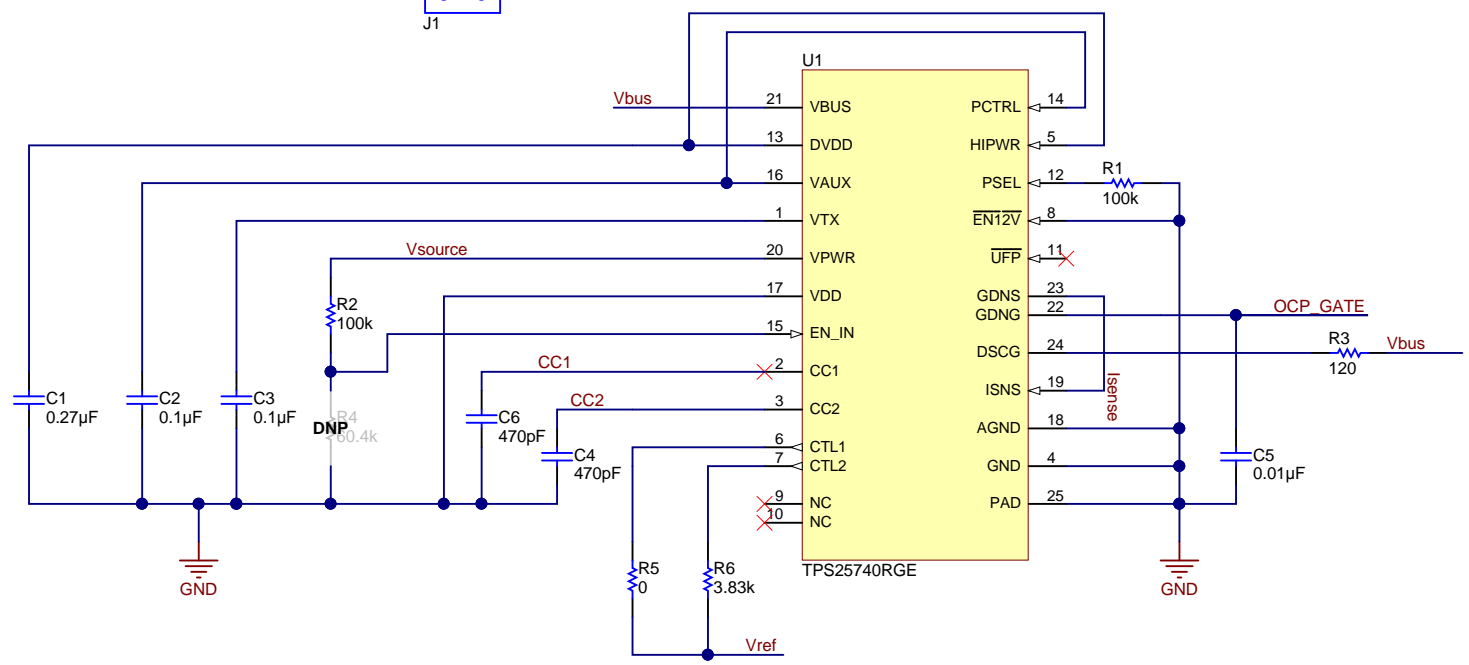 J1
U1
Vbus
21
VBUS
PCTRL
14
13
DVDD
HIPWR
5
16
VAUX
PSEL
12
R1
100k
1
VTX
EN12V
8
Vsource
20
VPWR
UFP
11
17
VDD
GDNS
23
GDNG
22
OCP_GATE
R2
100k
15
EN_IN
DSCG
24
R3
120
Vbus
CC1
2
CC1
ISNS
19
Isense
C1
0.27µF
C2
0.1µF
C3
0.1µF
DNP
R4
60.4k
C6
470pF
CC2
3
CC2
AGND
18
C4
470pF
6
CTL1
7
CTL2
GND
4
C5
0.01µF
9
NC
PAD
25
10
NC
R5
0
R6
3.83k
TPS25740RGE
GND
GND
Vref